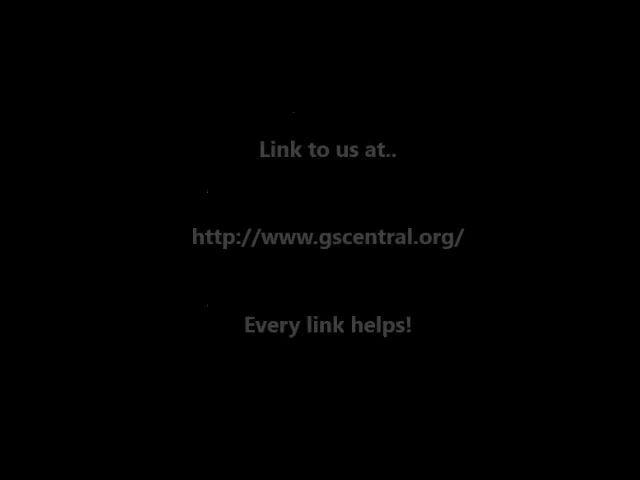 Link to us at..
http://www.gscentral.org/
Every link helps!